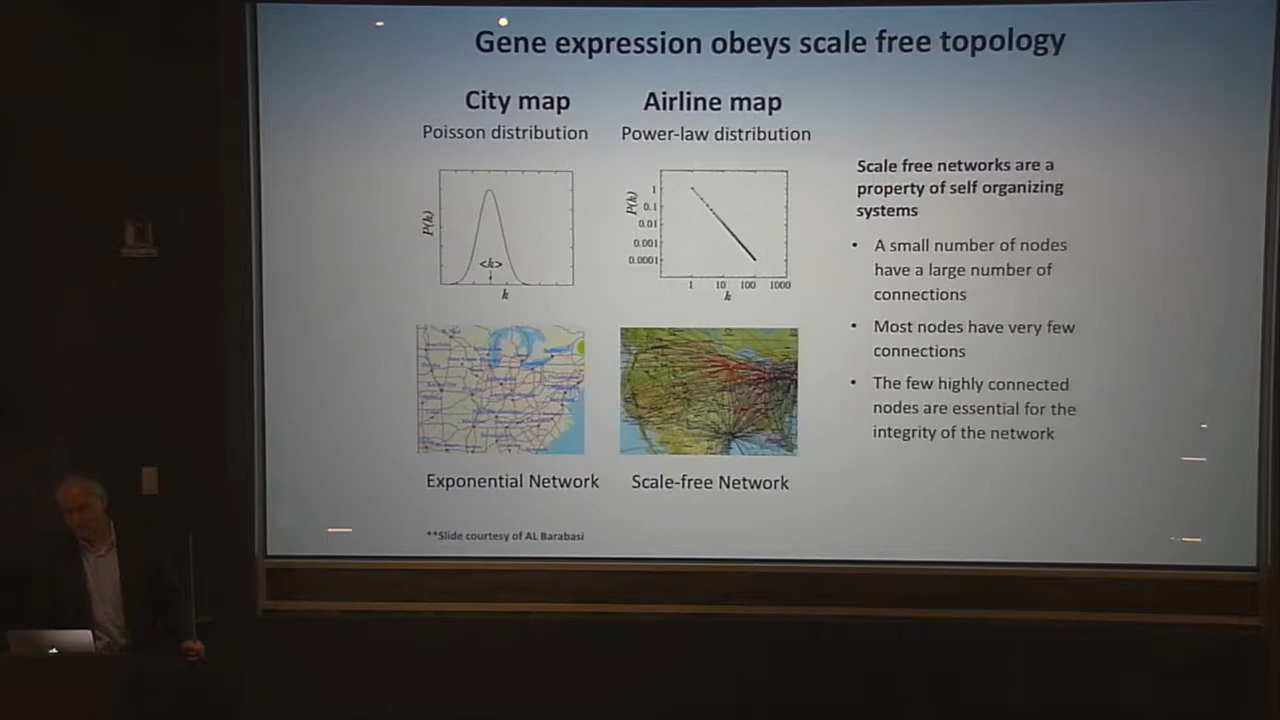 Gene expression obeys scale free topology
City map
Airline map
Poisson distribution
Power-law distribution
P(k)
<k>
k
P(k)
1
0.1
0.01
0.001
0.0001
1 10 100 1000
k
Exponential Network
Scale-free Network
**Slide courtesy of AL Barabasi
Scale free networks are a
property of self organizing
systems
• A small number of nodes
have a large number of
connections
• Most nodes have very few
connections
• The few highly connected
nodes are essential for the
integrity of the network